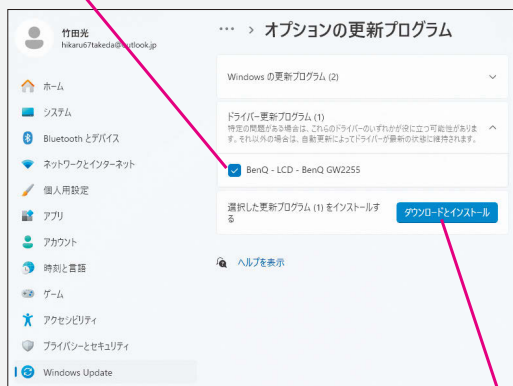 竹田光
hikaru67takeda@outlook.jp
… > オプションの更新プログラム
ホーム
システム
Bluetooth とデバイス
ネットワークとインターネット
個人用設定
アプリ
アカウント
時刻と言語
ゲーム
アクセシビリティ
プライバシーとセキュリティ
Windows Update
Windows の更新プログラム (2)
ドライバー更新プログラム (1)
特定の問題がある場合は、これらのドライバーのいずれかが役に立つ可能性がありま
す。それ以外の場合は、自動更新によってドライバーが最新の状態に維持されます。
BenQ - LCD - BenQ GW2255
選択した更新プログラム (1) をインストールす
る
ダウンロードとインストール
ヘルプを表示